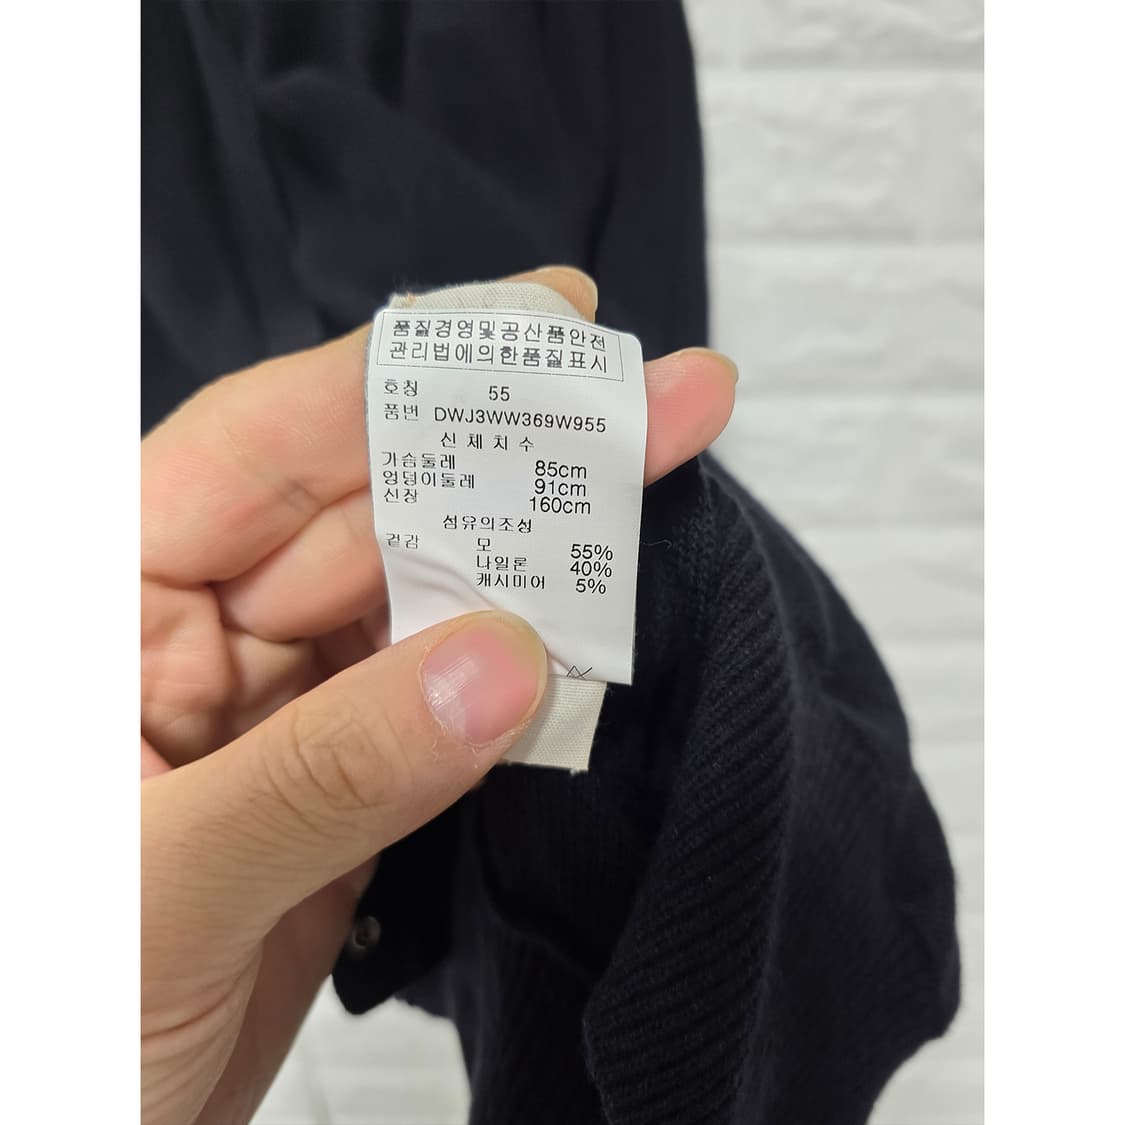 품질경영및공산품안전
관리법에의한품질표시
호칭 55
품번 DWJ3WW369W955
신체치수
가슴둘레 85cm
엉덩이둘레 91cm
신장 160cm
섬유의조성
겉감 모 55%
나일론 40%
캐시미어 5%